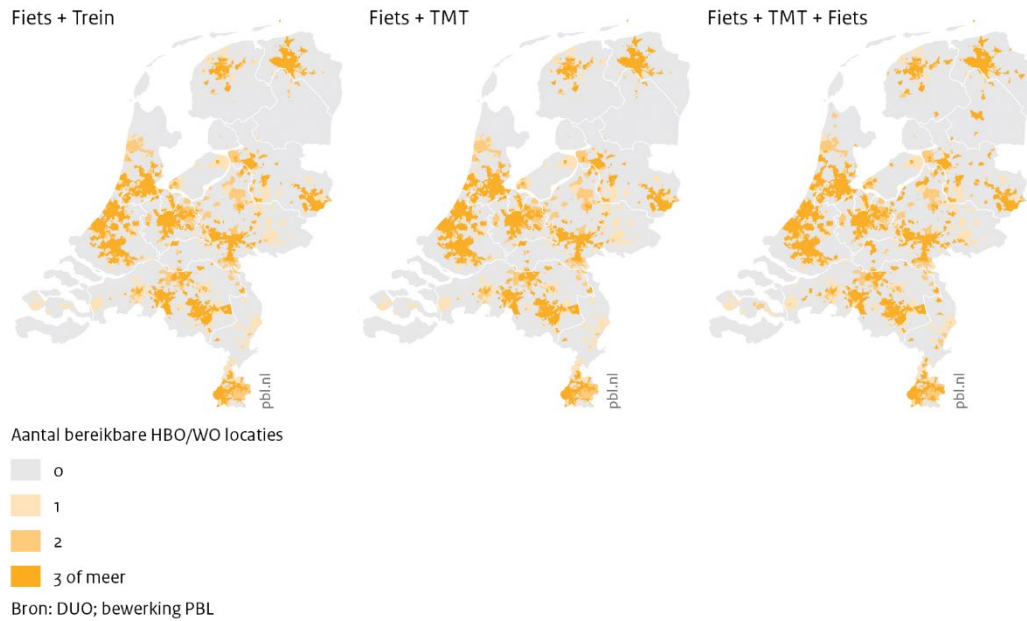 Fiets + Trein
Fiets + TMT
Fiets + TMT + Fiets
pbl.nl
pbl.nl
pbl.nl
Aantal bereikbare HBO/WO locaties
0
1
2
3 of meer
Bron: DUO; bewerking PBL